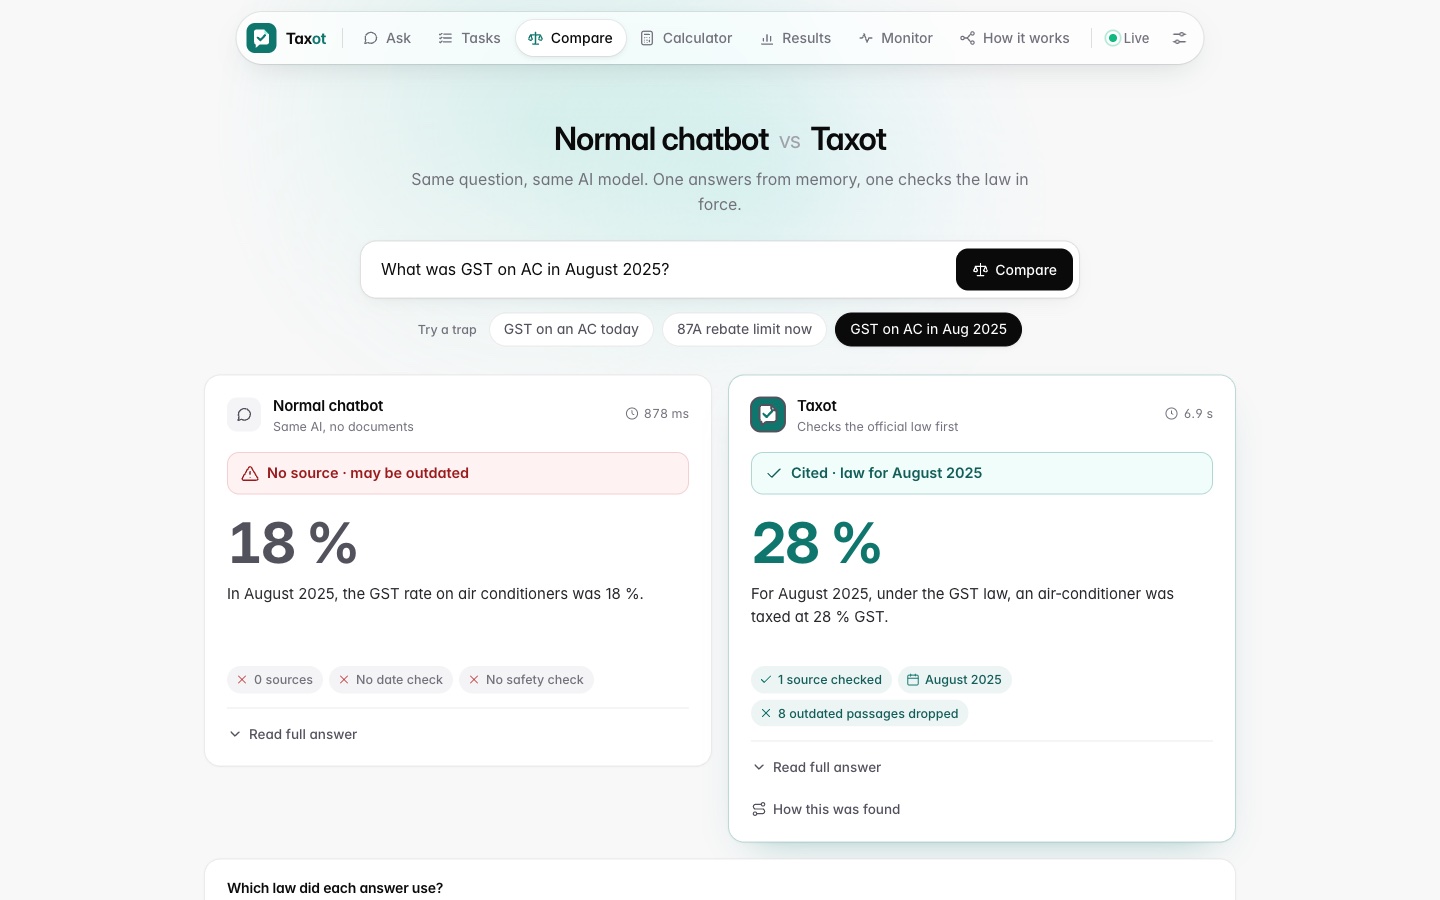 Taxot
Ask
Tasks
Compare
Calculator
Results
Monitor
How it works
Live
Normal chatbot vs Taxot
Same question, same AI model. One answers from memory, one checks the law in
force.
What was GST on AC in August 2025?
Compare
Try a trap
GST on an AC today
87A rebate limit now
GST on AC in Aug 2025
Normal chatbot
Same AI, no documents
878 ms
No source · may be outdated
18 %
In August 2025, the GST rate on air conditioners was 18 %.
0 sources
No date check
No safety check
Read full answer
Taxot
Checks the official law first
6.9 s
Cited · law for August 2025
28 %
For August 2025, under the GST law, an air-conditioner was
taxed at 28 % GST.
1 source checked
August 2025
8 outdated passages dropped
Read full answer
How this was found
Which law did each answer use?